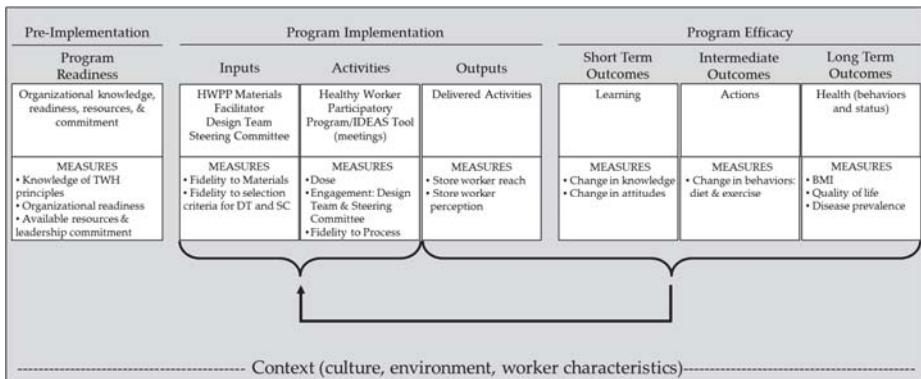 Pre-Implementation
Program Implementation
Program Efficacy
Program
Readiness
Inputs
Activities
Outputs
Short Term
Outcomes
Intermediate
Outcomes
Long Term
Outcomes
Organizational knowledge,
readiness, resources, &
commitment
HWPP Materials
Facilitator
Design Team
Steering Committee
Healthy Worker
Participatory
Program/IDEAS Tool
(meetings)
Delivered Activities
Learning
Actions
Health (behaviors
and status)
MEASURES
• Knowledge of TWH
principles
• Organizational readiness
• Available resources &
leadership commitment
MEASURES
• Fidelity to Materials
• Fidelity to selection
criteria for DT and SC
MEASURES
• Dose
• Engagement: Design
Team & Steering
Committee
• Fidelity to Process
MEASURES
• Store worker reach
• Store worker
perception
MEASURES
• Change in knowledge
• Change in attitudes
MEASURES
• Change in behaviors:
diet & exercise
MEASURES
• BMI
• Quality of life
• Disease prevalence
Context (culture, environment, worker characteristics)